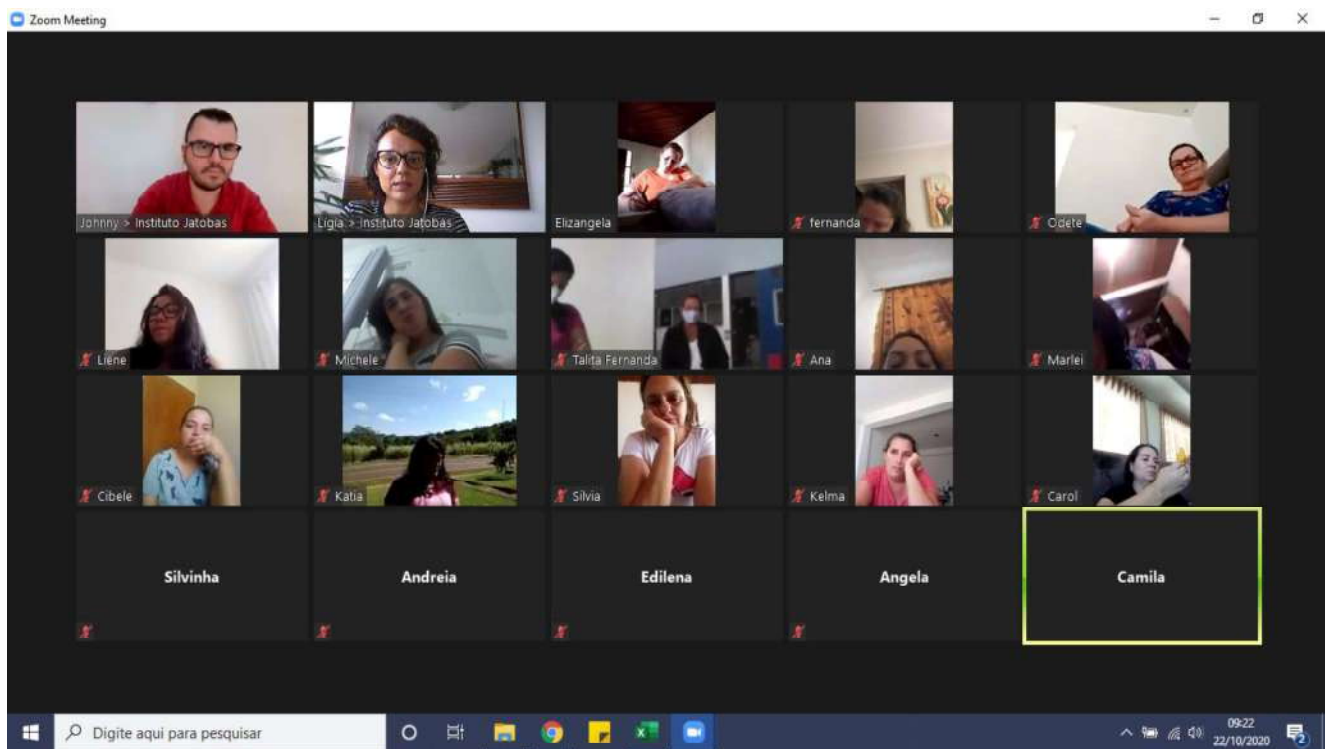 Zoom Meeting
Johnny > Instituto Jatobas
Ligia > Instituto Jatobas
Elizangela
fernanda
Odete
Liene
Michele
Talita Fernanda
Ana
Marlei
Cibele
Katia
Silvia
Kelma
Carol
Silvinha
Andreia
Edilena
Angela
Camila
Digite aqui para pesquisar
09:22
22/10/2020
2